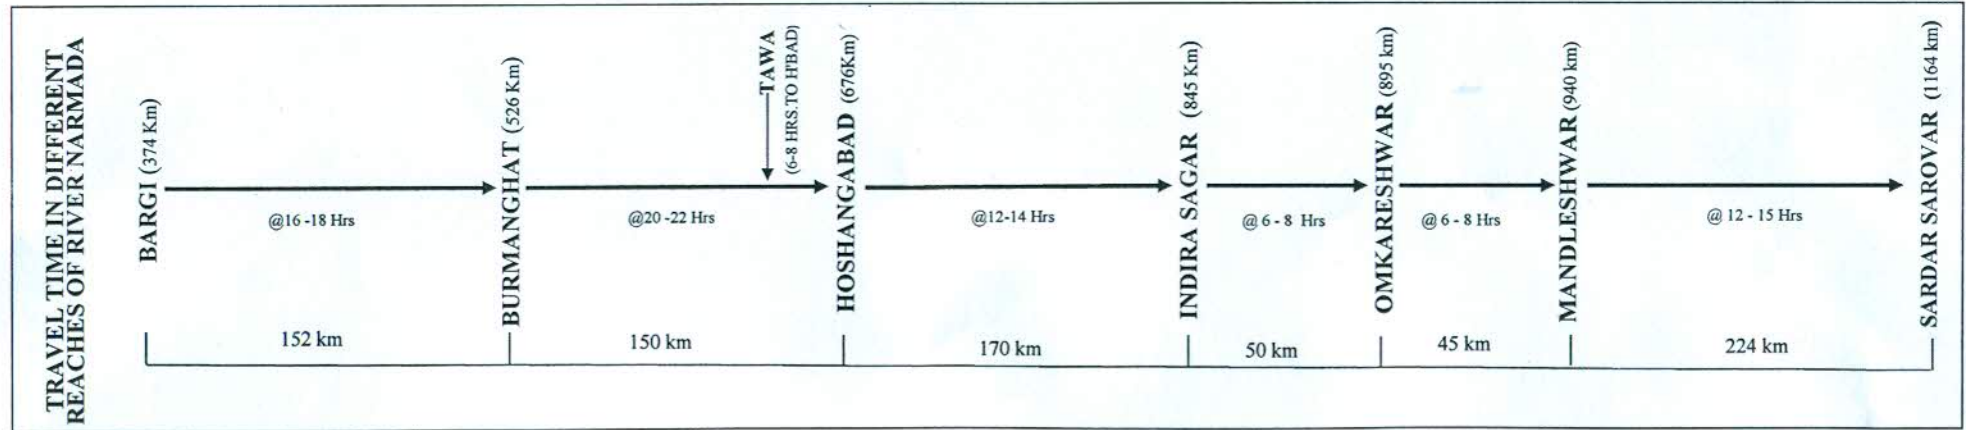 TRAVEL TIME IN DIFFERENT
REACHES OF RIVER NARMADA
BARGI (374 Km)
@16 -18 Hrs
BURMANGHAT (526 Km)
@20 -22 Hrs
TAWA
(6-8 HRS.TO H'BAD)
HOSHANGABAD (676Km)
@12-14 Hrs
INDIRA SAGAR (845 Km)
@ 6 - 8 Hrs
OMKARESHWAR (895 km)
@ 6 - 8 Hrs
MANDLESHWAR (940 km)
@ 12 - 15 Hrs
SARDAR SAROVAR (1164 km)
152 km
150 km
170 km
50 km
45 km
224 km